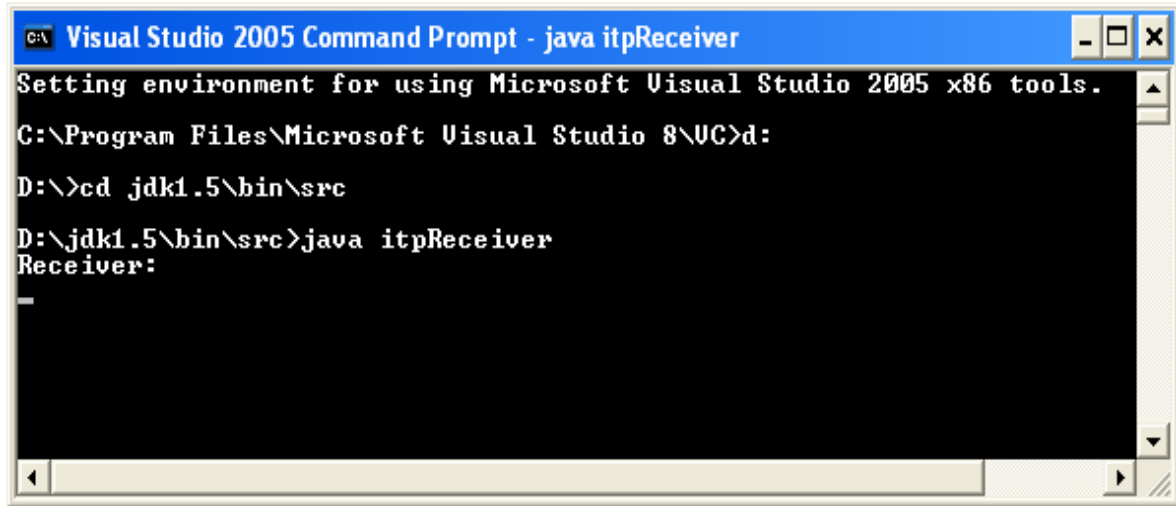 Visual Studio 2005 Command Prompt - java itpReceiver
Setting environment for using Microsoft Visual Studio 2005 x86 tools.
C:\Program Files\Microsoft Visual Studio 8\VC>d:
D:\>cd jdk1.5\bin\src
D:\jdk1.5\bin\src>java itpReceiver
Receiver: